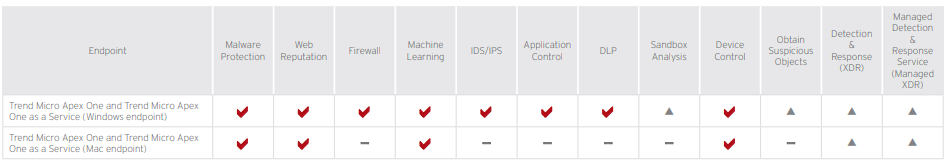 Endpoint
Malware
Protection
Web
Reputation
Firewall
Machine
Learning
IDS/IPS
Application
Control
DLP
Sandbox
Analysis
Device
Control
Obtain
Suspicious
Objects
Detection
&
Response
(XDR)
Managed
Detection
&
Response
Service
(Managed
XDR)
Trend Micro Apex One and Trend Micro Apex
One as a Service (Windows endpoint)
Trend Micro Apex One and Trend Micro Apex
One as a Service (Mac endpoint)